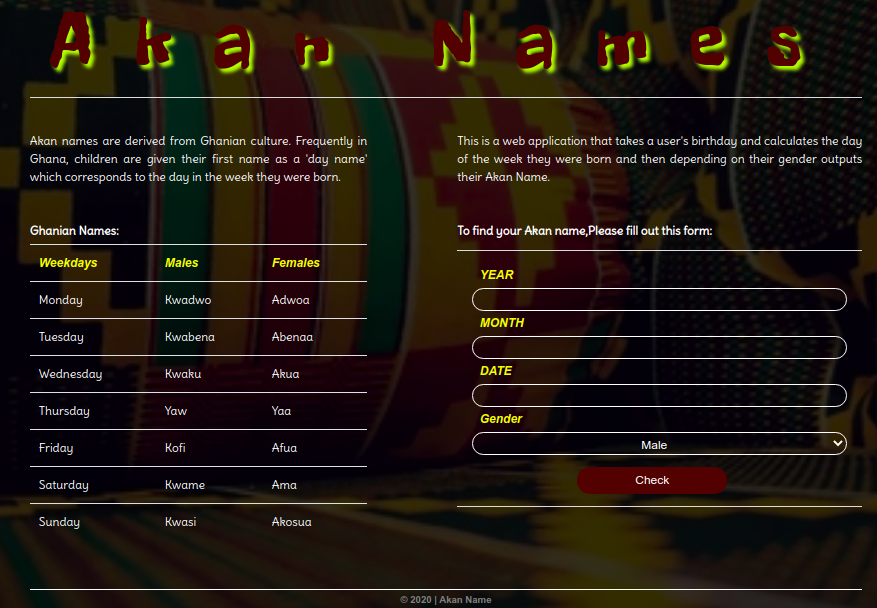 Akan Names
Akan names are derived from Ghanian culture. Frequently in
Ghana, children are given their first name as a 'day name'
which corresponds to the day in the week they were born.
Ghanian Names:
Weekdays Males Females
Monday Kwadwo Adwoa
Tuesday Kwabena Abenaa
Wednesday Kwaku Akua
Thursday Yaw Yaa
Friday Kofi Afua
Saturday Kwame Ama
Sunday Kwasi Akosua
This is a web application that takes a user's birthday and calculates the day
of the week they were born and then depending on their gender outputs
their Akan Name.
To find your Akan name,Please fill out this form:
YEAR
MONTH
DATE
Gender
Male
Check
© 2020 | Akan Name